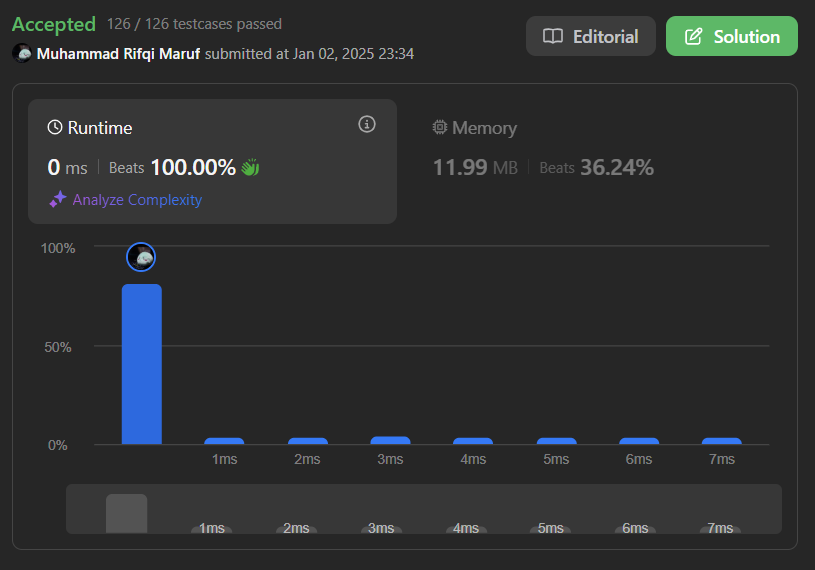 Accepted 126 / 126 testcases passed
Muhammad Rifqi Maruf submitted at Jan 02, 2025 23:34
Editorial
Solution
Runtime
0 ms | Beats 100.00%
Analyze Complexity
Memory
11.99 MB | Beats 36.24%
100%
50%
0%
1ms 2ms 3ms 4ms 5ms 6ms 7ms
1ms 2ms 3ms 4ms 5ms 6ms 7ms